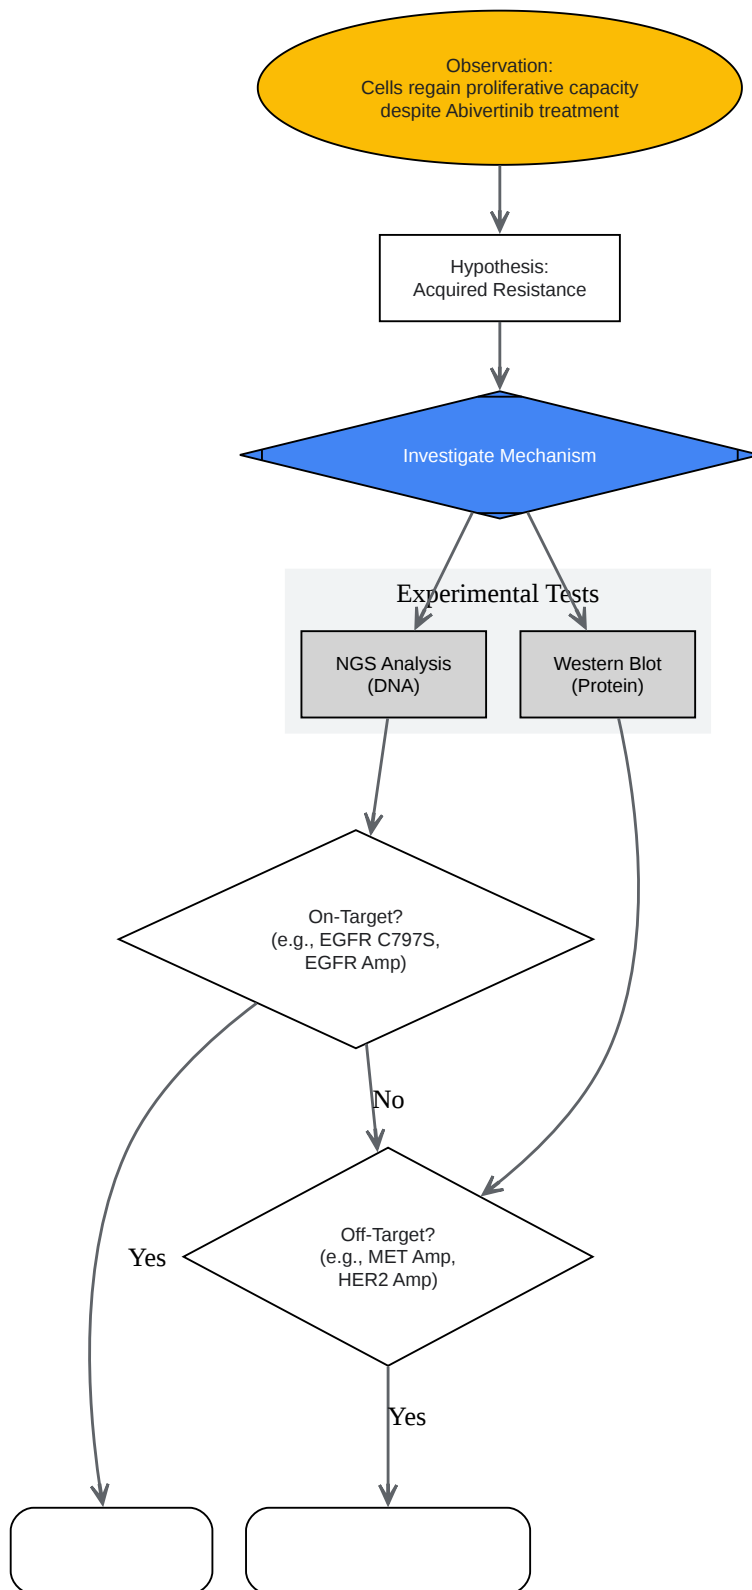 Observation:
Cells regain proliferative capacity
despite Abivertinib treatment
Hypothesis:
Acquired Resistance
Investigate Mechanism
Experimental Tests
NGS Analysis
(DNA)
Western Blot
(Protein)
On-Target?
(e.g., EGFR C797S,
EGFR Amp)
No
Off-Target?
(e.g., MET Amp,
HER2 Amp)
Yes
Yes